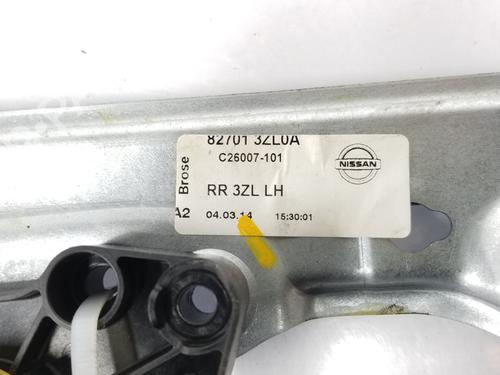 82701 3ZL0A
C26007-101
Brose
NISSAN
RR 3ZL LH
A2
04.03.14 15:30:01